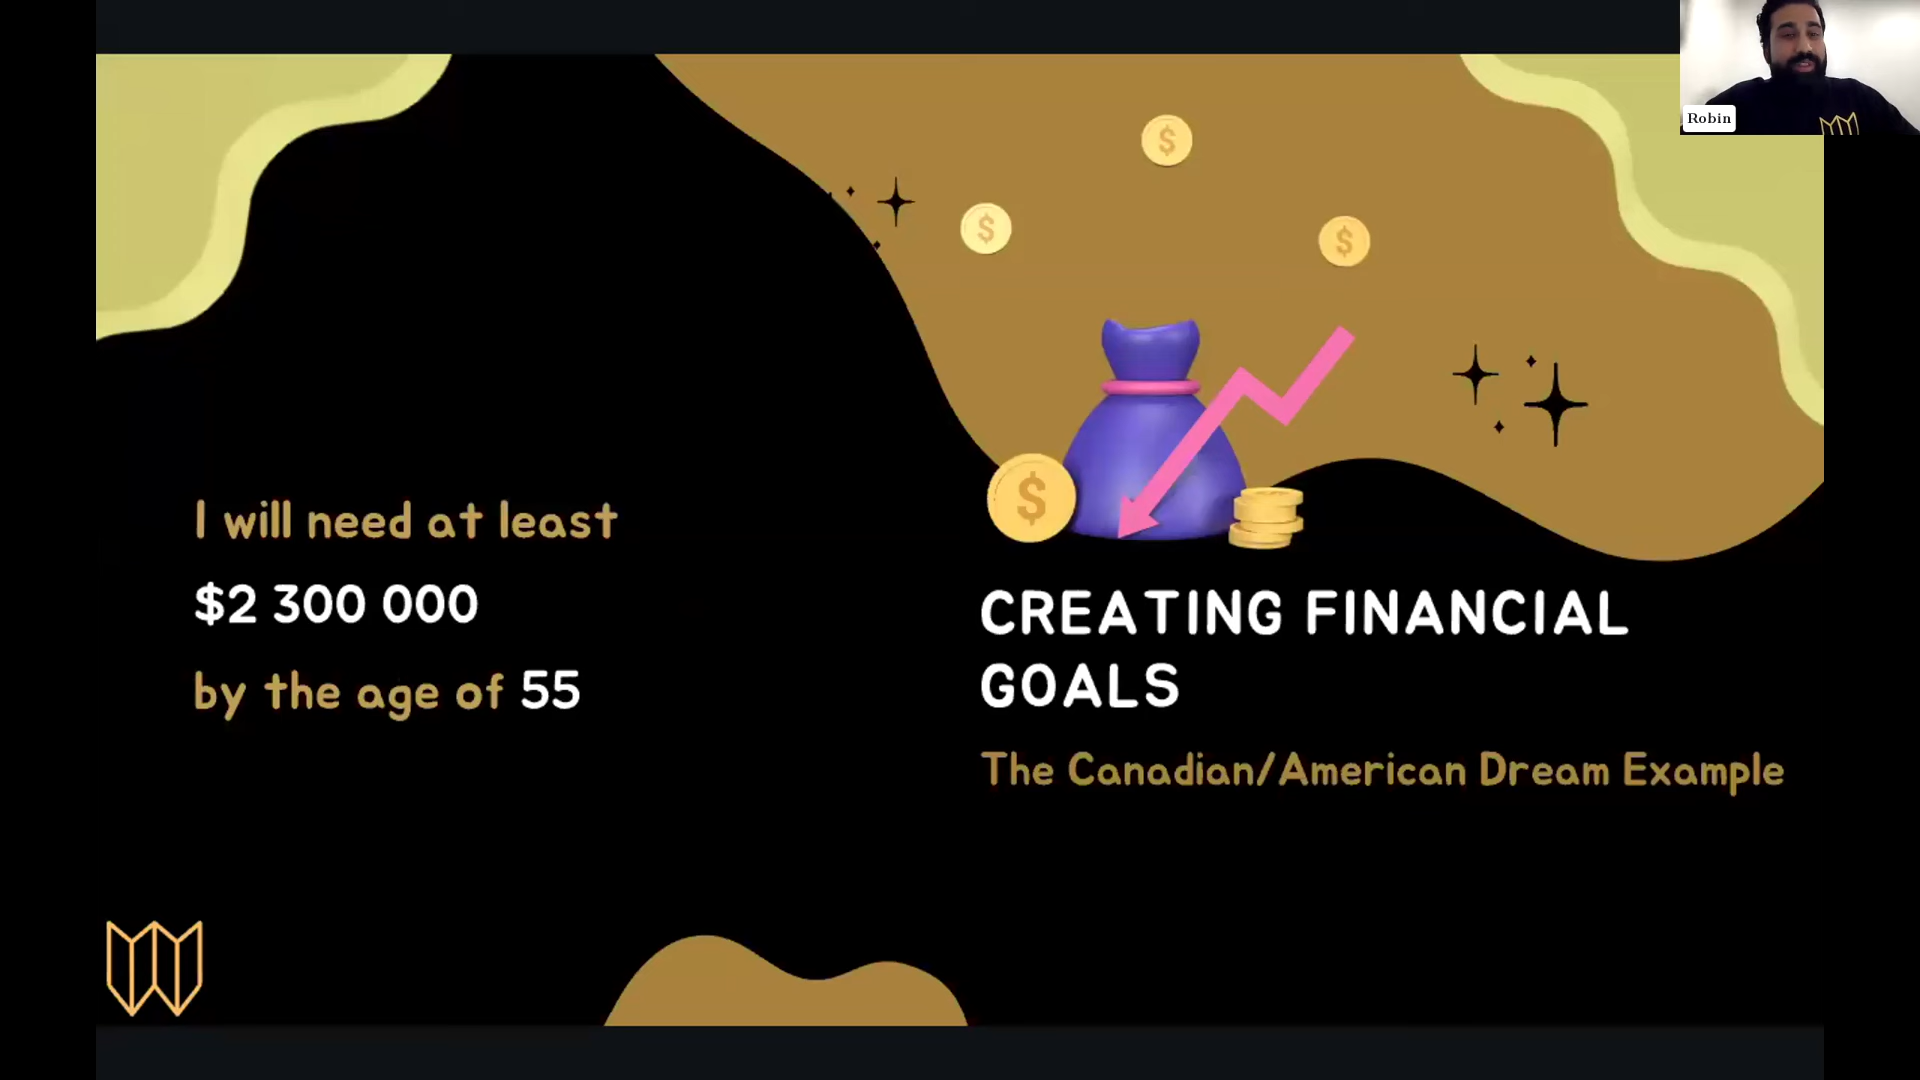 Robin
I will need at least
$2 300 000
by the age of 55
CREATING FINANCIAL
GOALS
The Canadian/American Dream Example